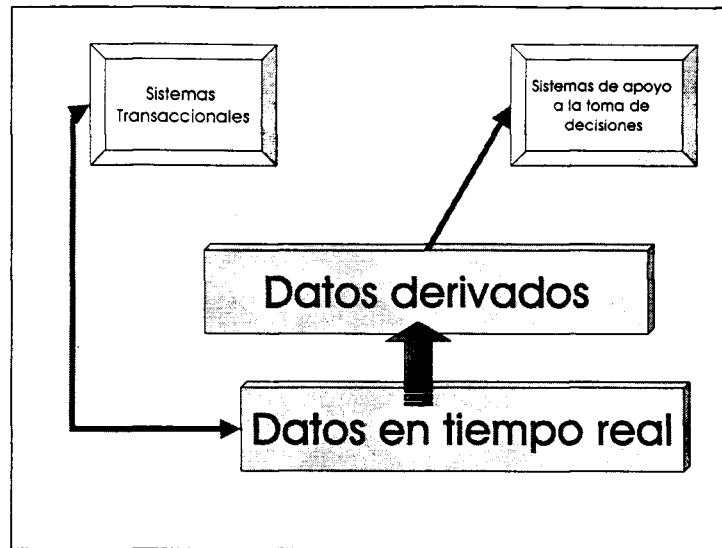 Sistemas
Transaccionales
Sistemas de apoyo
a la toma de
decisiones
Datos derivados
Datos en tiempo real